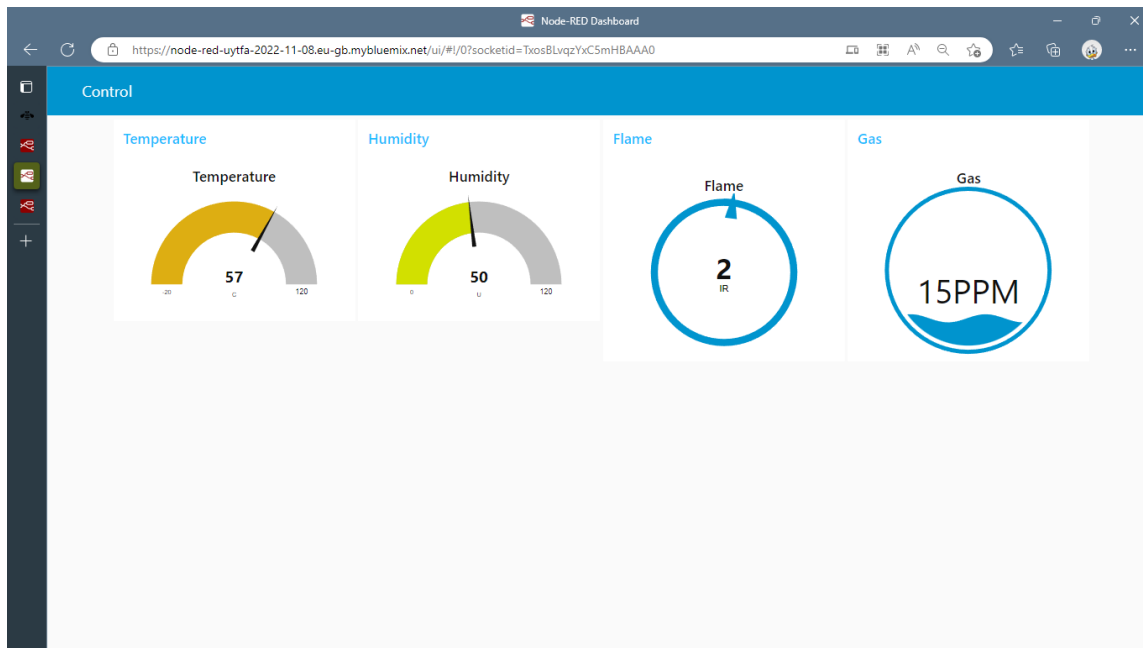 Node-RED Dashboard
https://node-red-uytfa-2022-11-08.eu-gb.mybluemix.net/ui/#!/0?socketid=TxosBLvqzYxC5mHBAAA0
Control
Temperature
Temperature
57
C
-20
120
Humidity
Humidity
50
U
0
120
Flame
Flame
2
IR
Gas
Gas
15PPM